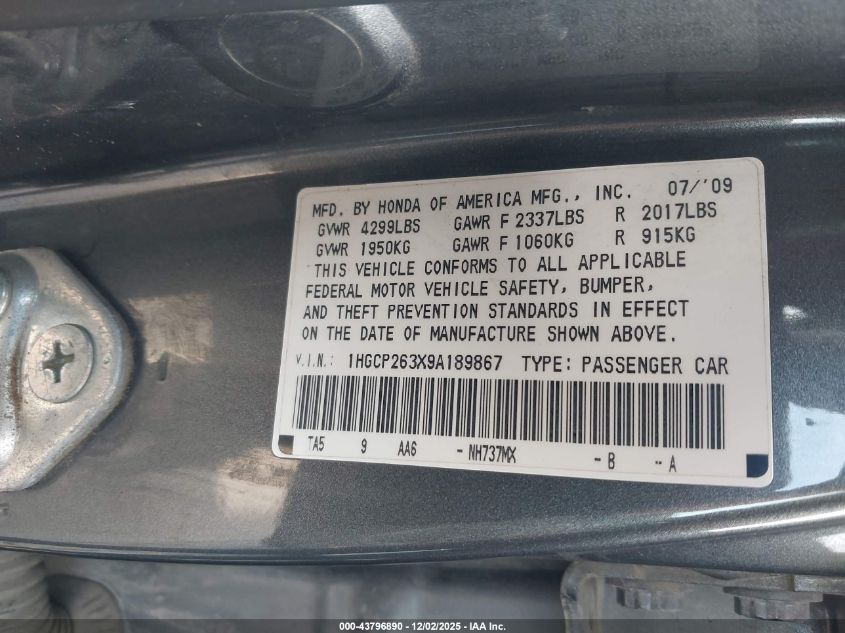 MFD. BY HONDA OF AMERICA MFG., INC. 07/'09
GVWR 4299LBS GAWR F 2337LBS R 2017LBS
GVWR 1950KG GAWR F 1060KG R 915KG
THIS VEHICLE CONFORMS TO ALL APPLICABLE
FEDERAL MOTOR VEHICLE SAFETY, BUMPER,
AND THEFT PREVENTION STANDARDS IN EFFECT
ON THE DATE OF MANUFACTURE SHOWN ABOVE.
V.I.N.: 1HGCP263X9A189867 TYPE: PASSENGER CAR
TA5 9 AA6 -NH737MX -B --A
000-43796890 - 12/02/2025 - IAA Inc.